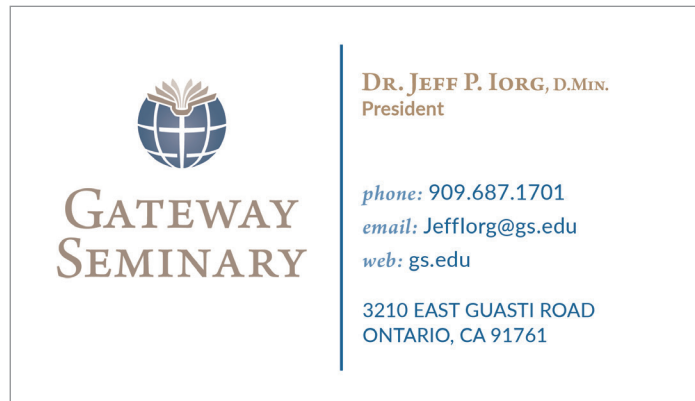 GATEWAY
SEMINARY
DR. JEFF P. IORG, D.MIN.
President
phone: 909.687.1701
email: JeffIorg@gs.edu
web: gs.edu
3210 EAST GUASTI ROAD
ONTARIO, CA 91761